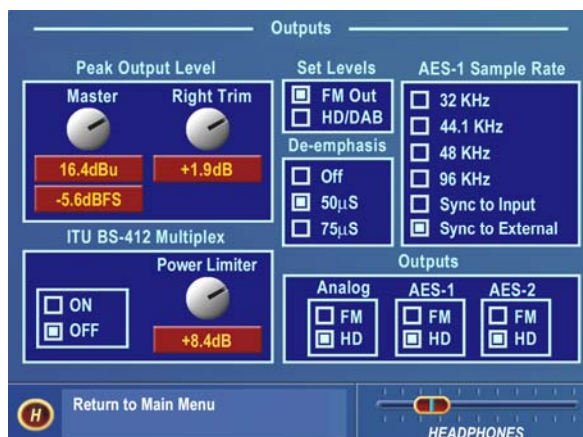 Outputs
Peak Output Level
Master
Right Trim
16.4dBu
-5.6dBFS
+1.9dB
Set Levels
FM Out
HD/DAB
De-emphasis
Off
50µS
75µS
AES-1 Sample Rate
32 KHz
44.1 KHz
48 KHz
96 KHz
Sync to Input
Sync to External
ITU BS-412 Multiplex
ON
OFF
Power Limiter
+8.4dB
Outputs
Analog
FM
HD
AES-1
FM
HD
AES-2
FM
HD
H
Return to Main Menu
HEADPHONES